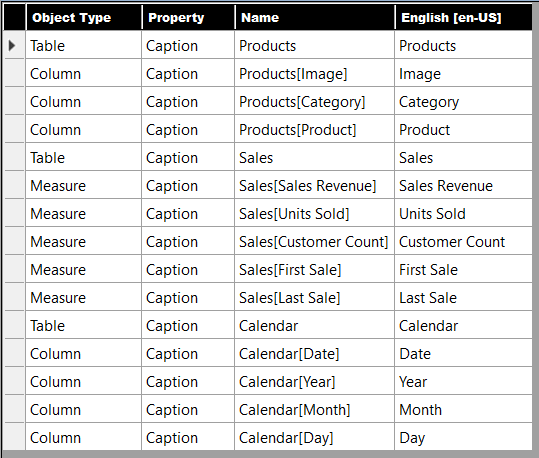 Object Type Property Name English [en-US]
Table Caption Products Products
Column Caption Products[Image] Image
Column Caption Products[Category] Category
Column Caption Products[Product] Product
Table Caption Sales Sales
Measure Caption Sales[Sales Revenue] Sales Revenue
Measure Caption Sales[Units Sold] Units Sold
Measure Caption Sales[Customer Count] Customer Count
Measure Caption Sales[First Sale] First Sale
Measure Caption Sales[Last Sale] Last Sale
Table Caption Calendar Calendar
Column Caption Calendar[Date] Date
Column Caption Calendar[Year] Year
Column Caption Calendar[Month] Month
Column Caption Calendar[Day] Day